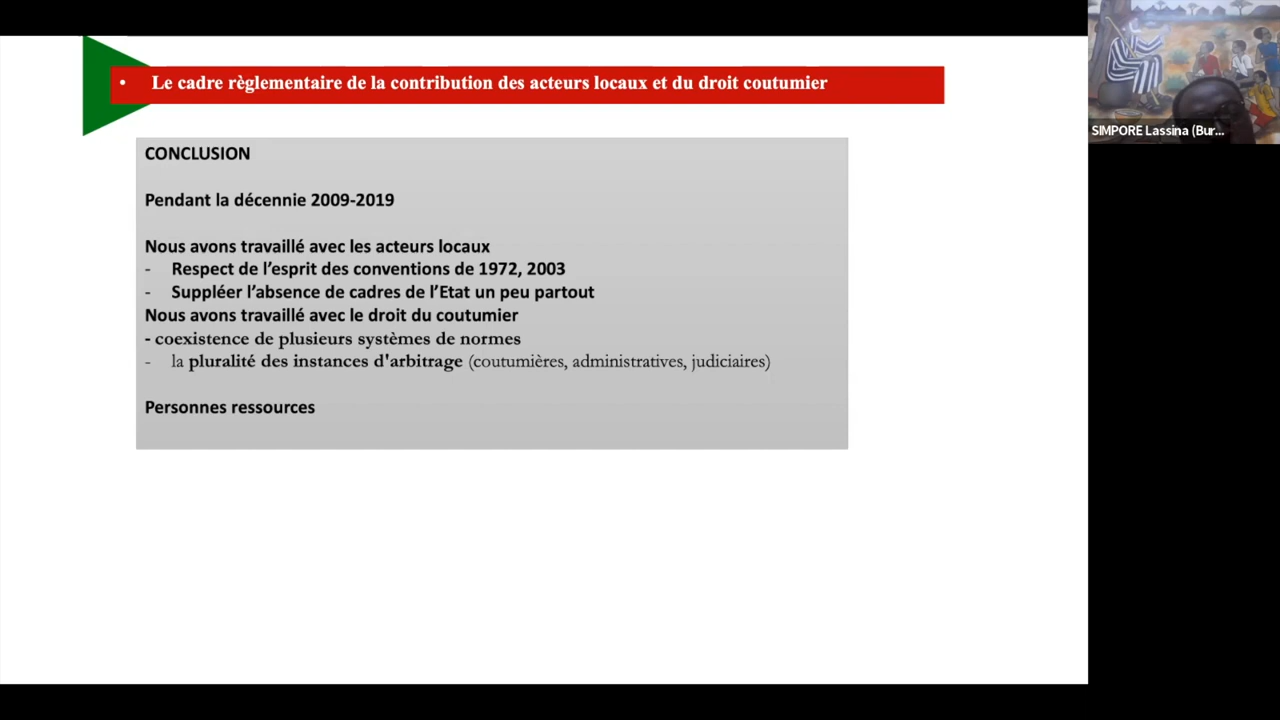 • Le cadre règlementaire de la contribution des acteurs locaux et du droit coutumier
SIMPORE Lassina (Bur...
CONCLUSION
Pendant la décennie 2009-2019
Nous avons travaillé avec les acteurs locaux
- Respect de l’esprit des conventions de 1972, 2003
- Suppléer l’absence de cadres de l’Etat un peu partout
Nous avons travaillé avec le droit du coutumier
- coexistence de plusieurs systèmes de normes
- la pluralité des instances d'arbitrage (coutumières, administratives, judiciaires)
Personnes ressources